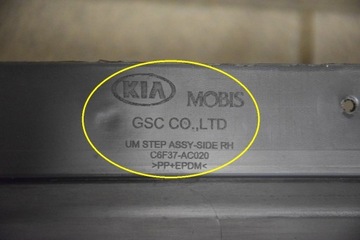 KIA MOBIS
GSC CO.,LTD
UM STEP ASSY-SIDE RH
C6F37-AC020
>PP+EPDM<